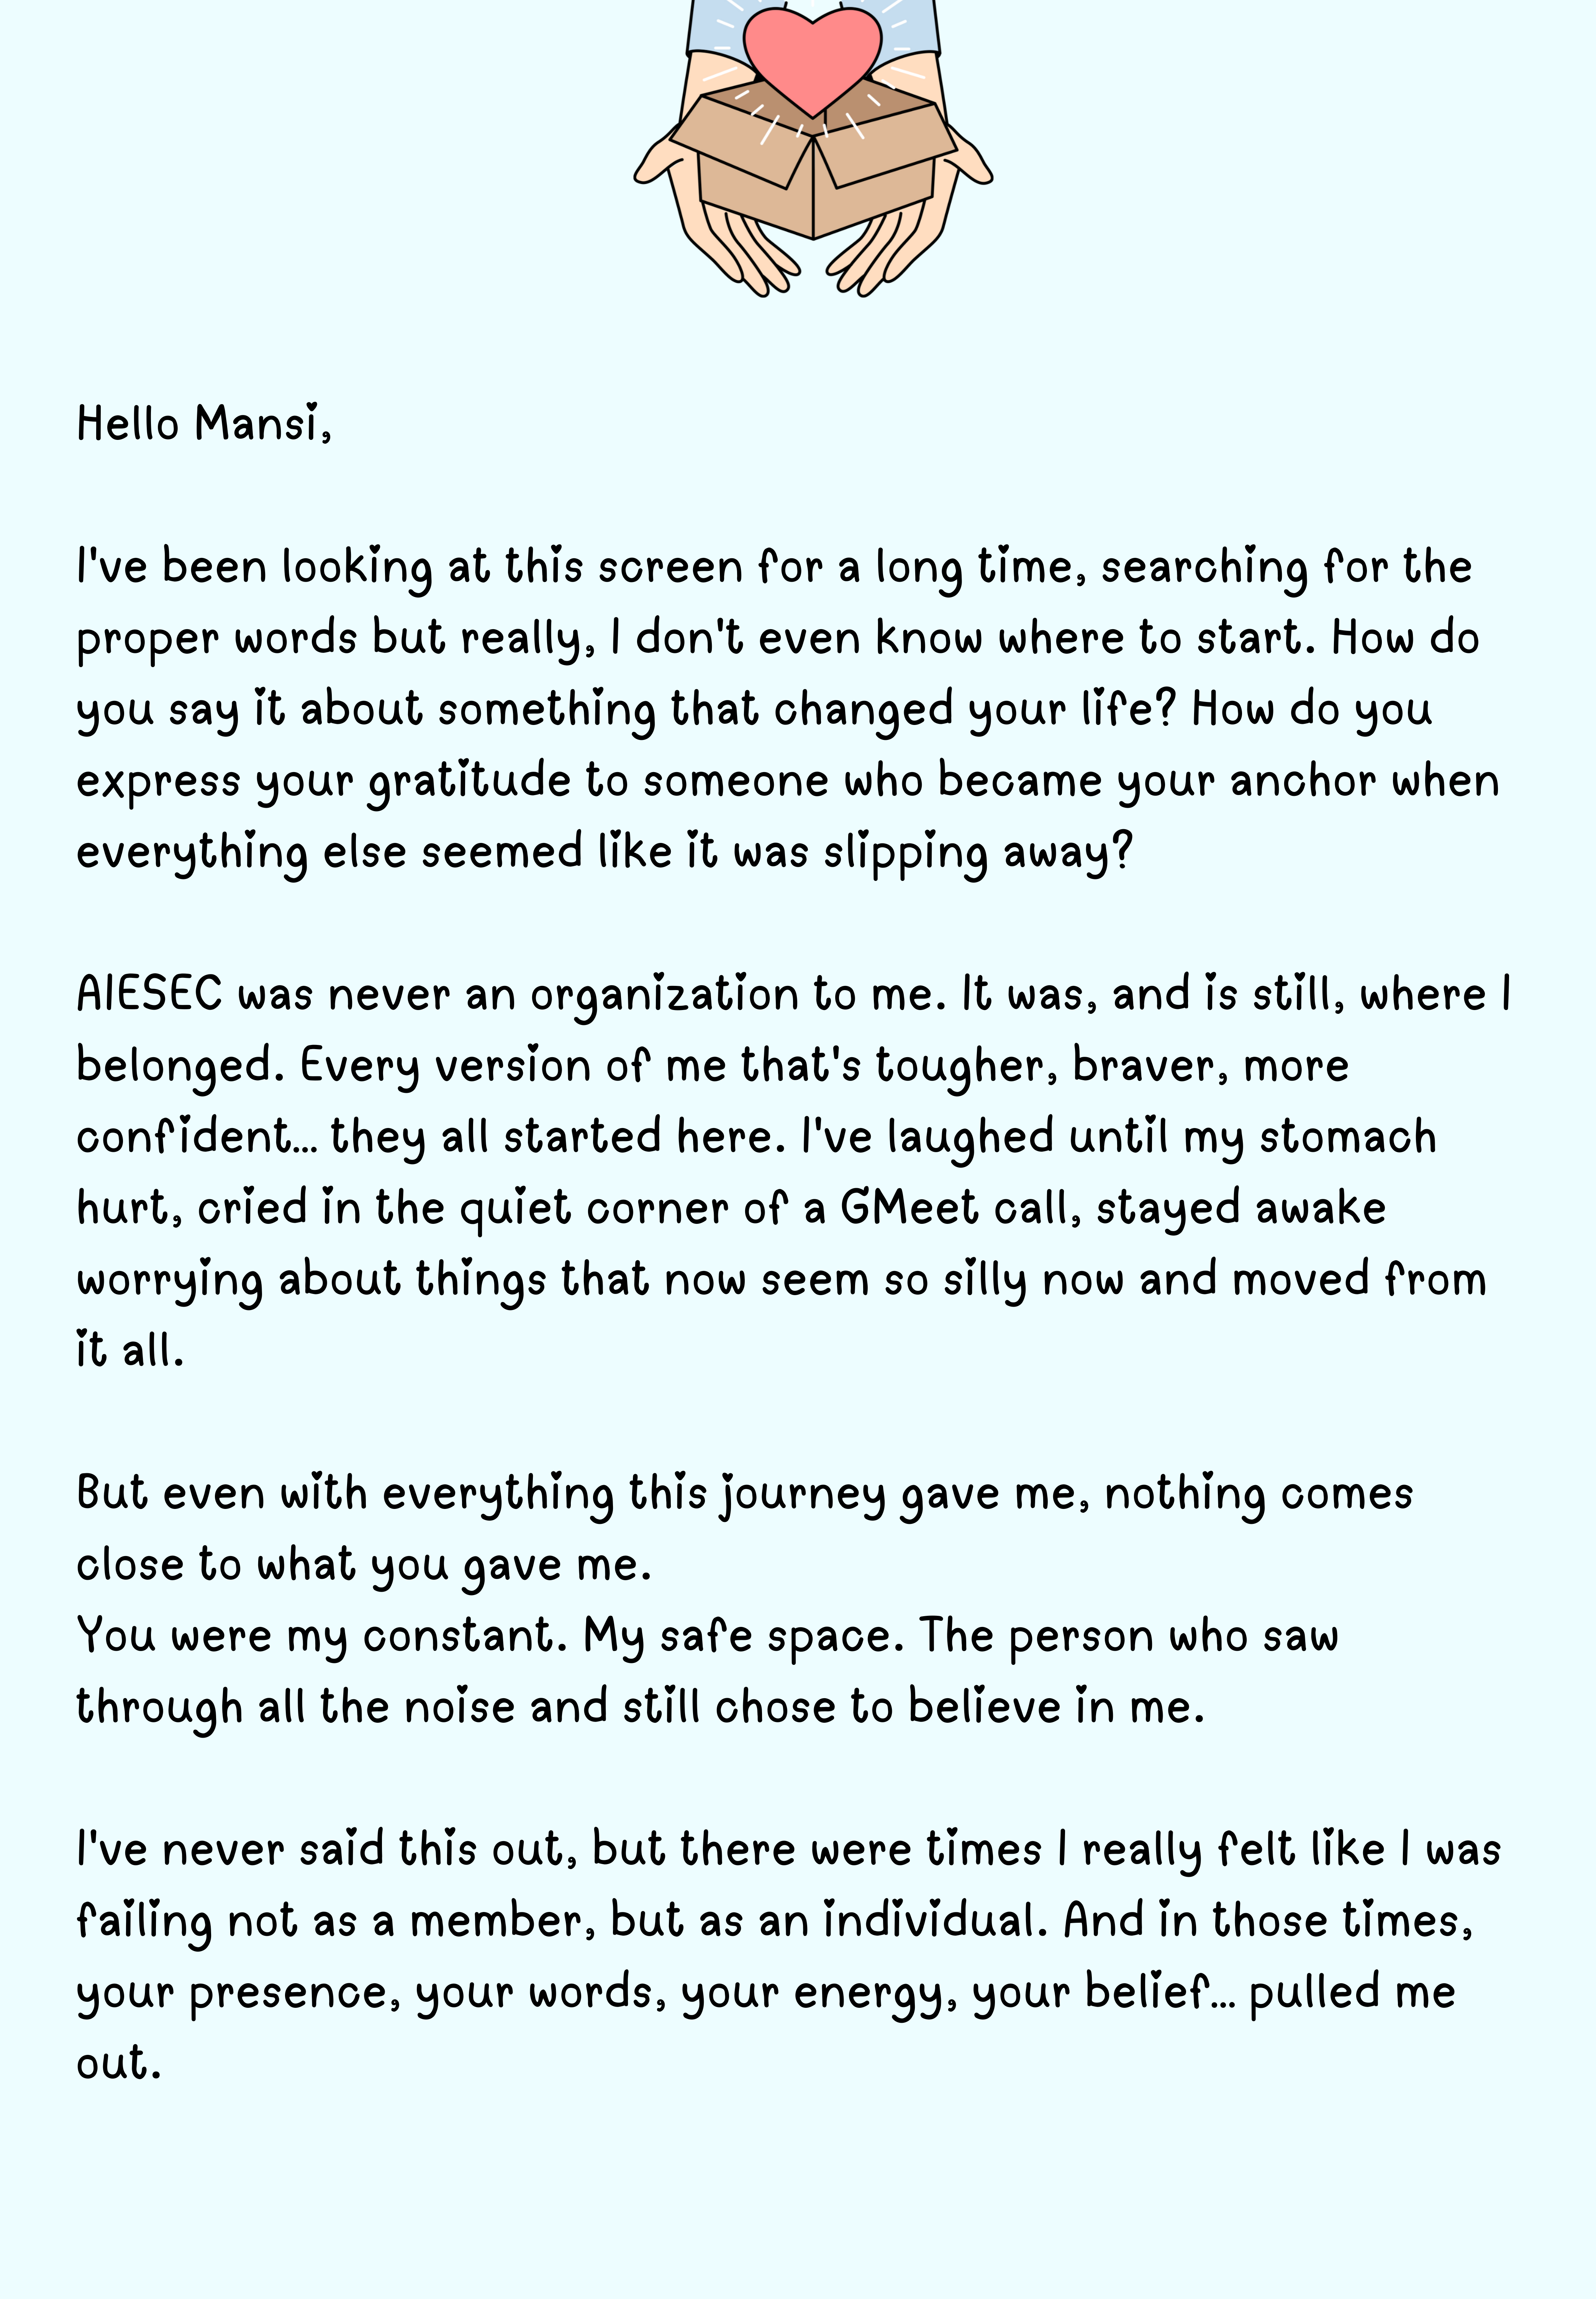 Hello Mansi,
I've been looking at this screen for a long time, searching for the
proper words but really, I don't even know where to start. How do
you say it about something that changed your life? How do you
express your gratitude to someone who became your anchor when
everything else seemed like it was slipping away?
AIESEC was never an organization to me. It was, and is still, where I
belonged. Every version of me that's tougher, braver, more
confident... they all started here. I've laughed until my stomach
hurt, cried in the quiet corner of a GMeet call, stayed awake
worrying about things that now seem so silly now and moved from
it all.
But even with everything this journey gave me, nothing comes
close to what you gave me.
You were my constant. My safe space. The person who saw
through all the noise and still chose to believe in me.
I've never said this out, but there were times I really felt like I was
failing not as a member, but as an individual. And in those times,
your presence, your words, your energy, your belief... pulled me
out.